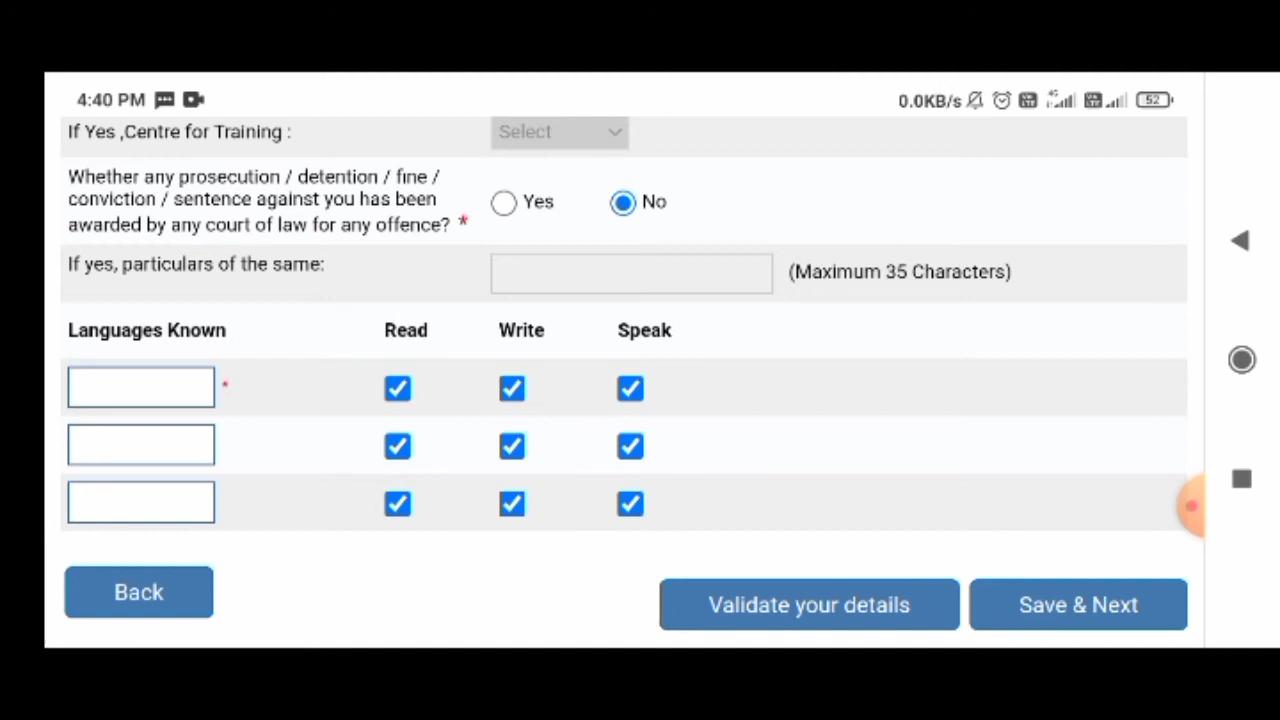 4:40 PM 0.0KB/s 4G 52
If Yes ,Centre for Training : Select
Whether any prosecution / detention / fine /
conviction / sentence against you has been
awarded by any court of law for any offence? * Yes No
If yes, particulars of the same: (Maximum 35 Characters)
Languages Known Read Write Speak
*
Back Validate your details Save & Next